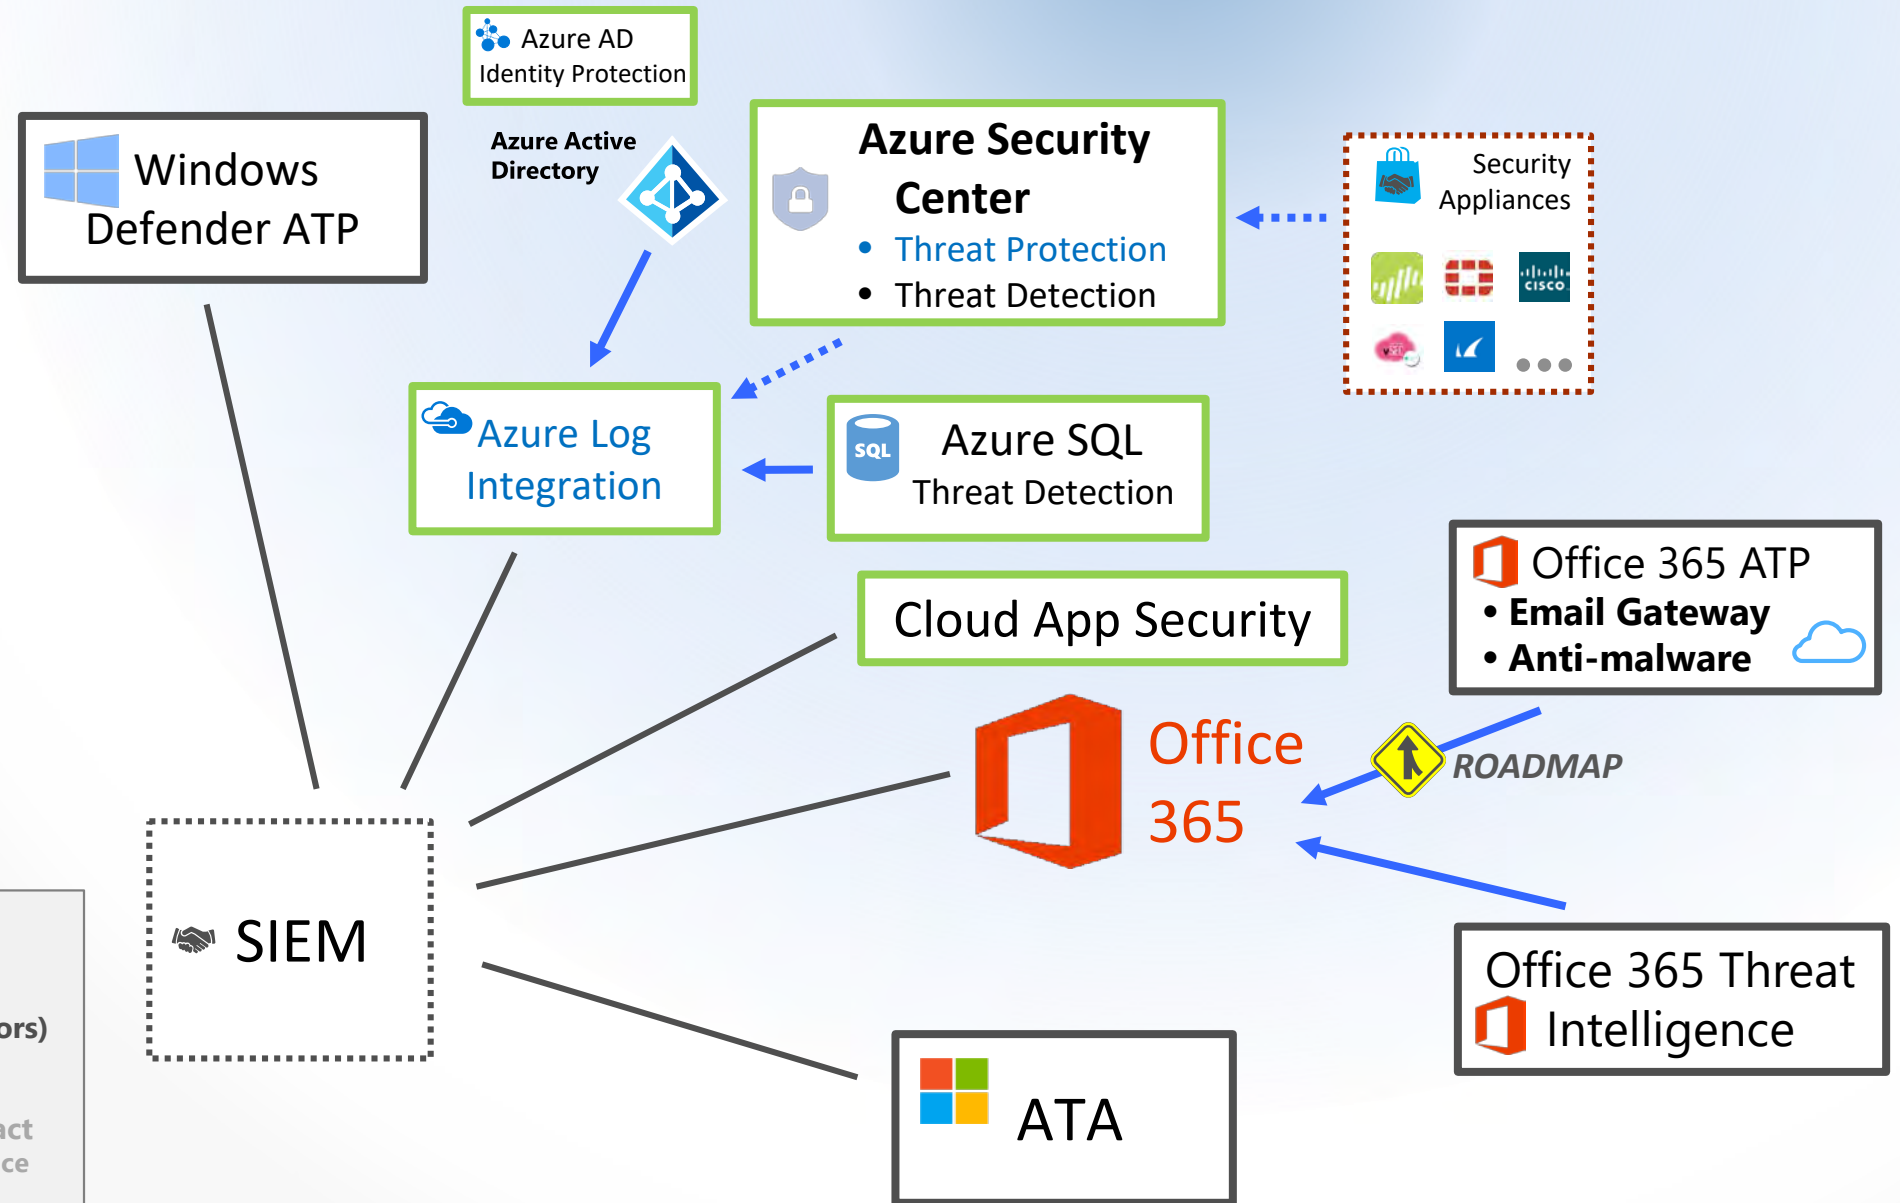 Azure AD
Identity Protection
Windows
Defender ATP
Azure Active
Directory
Azure Security
Center
• Threat Protection
• Threat Detection
Security
Appliances
CISCO
Azure Log
Integration
SQL
Azure SQL
Threat Detection
Cloud App Security
Office 365 ATP
• Email Gateway
• Anti-malware
Office
365
ROADMAP
SIEM
Office 365 Threat
Intelligence
ATA
ors)
act
ce